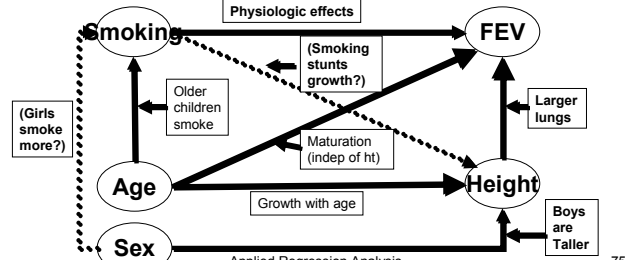 Physiologic effects
Smoking
FEV
(Smoking
stunts
growth?)
Older
children
smoke
(Girls
smoke
more?)
Larger
lungs
Maturation
(indep of ht)
Age
Height
Growth with age
Boys
are
Taller
Sex
Applied Regression Analysis
75